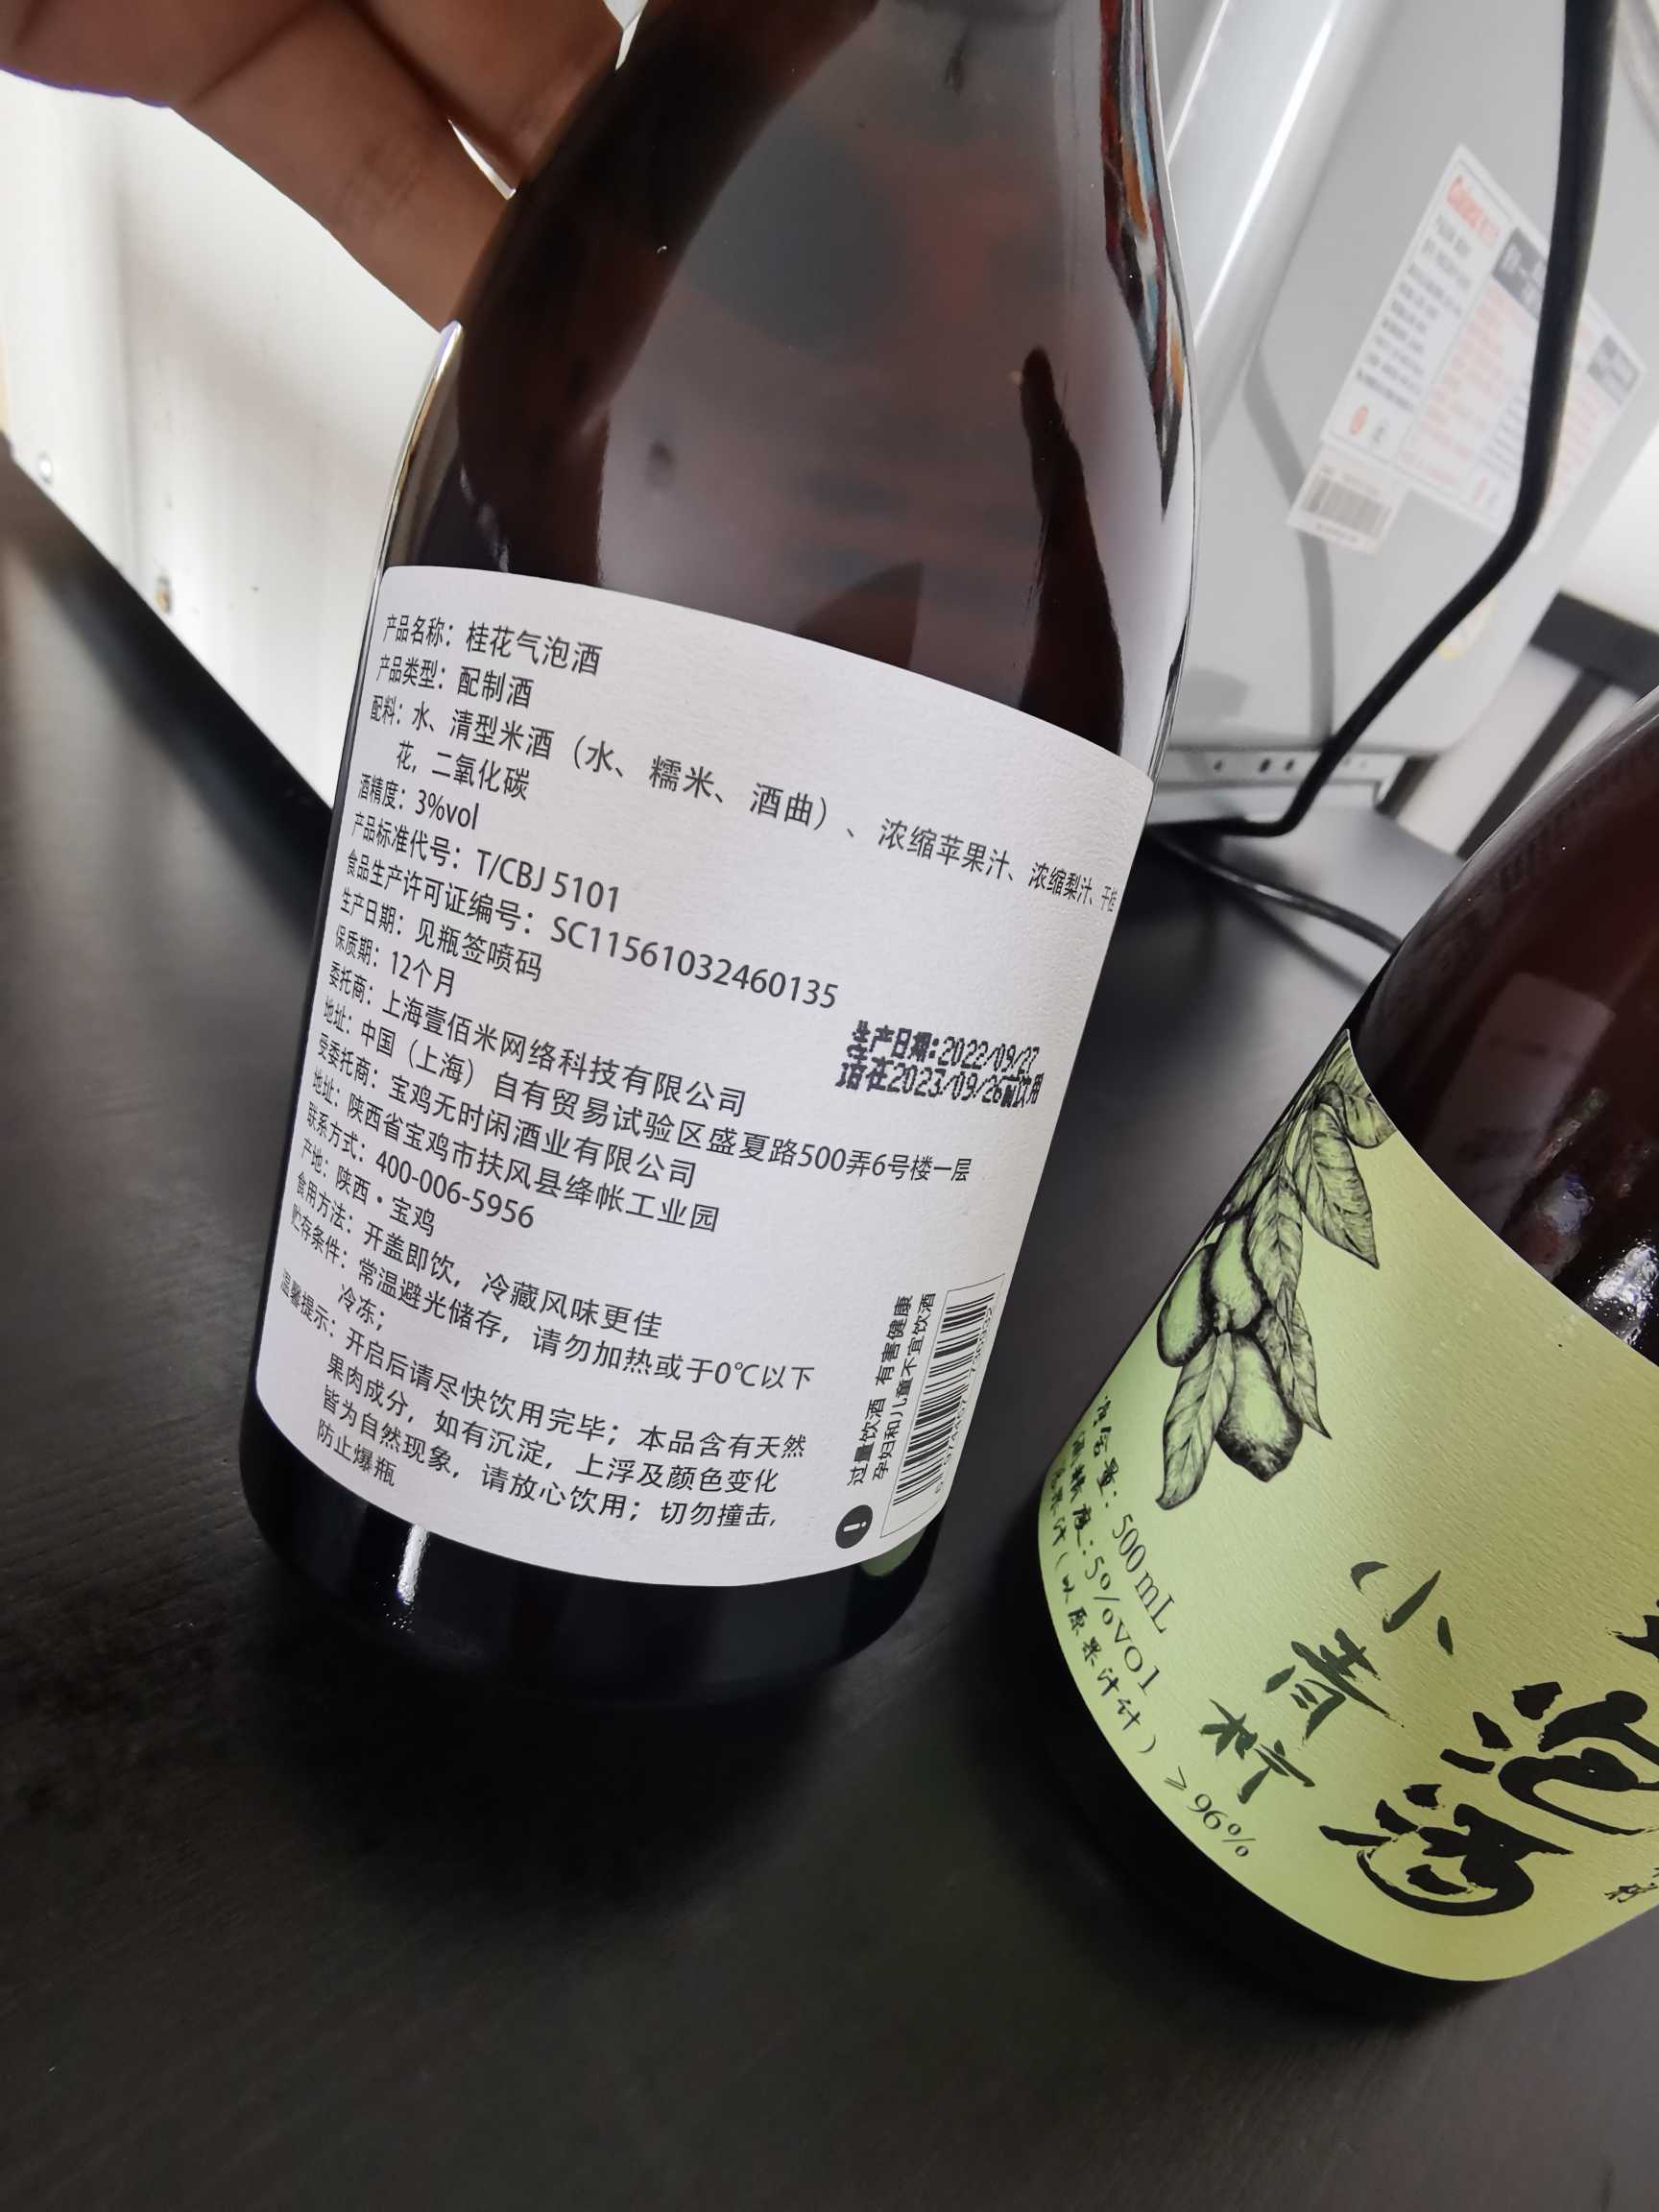 产品名称：桂花气泡酒
产品类型：配制酒
配料：水、清型米酒（水、糯米、酒曲）、浓缩苹果汁、浓缩梨汁、干桂
花，二氧化碳
酒精度：3%vol
产品标准代号：T/CBJ 5101
食品生产许可证编号：SC11561032460135
生产日期：见瓶签喷码
保质期：12个月
委托商：上海壹佰米网络科技有限公司
地址：中国（上海）自有贸易试验区盛夏路500弄6号楼一层
受委托商：宝鸡无时闲酒业有限公司
地址：陕西省宝鸡市扶风县绛帐工业园
联系方式：400-006-5956
产地：陕西·宝鸡
食用方法：开盖即饮，冷藏风味更佳
贮存条件：常温避光储存，请勿加热或于0℃以下
冷冻；
温馨提示：开启后请尽快饮用完毕；本品含有天然
果肉成分，如有沉淀，上浮及颜色变化
皆为自然现象，请放心饮用；切勿撞击，
防止爆瓶
生产日期：2022/09/27
请在2023/09/26前饮用
过量饮酒 有害健康
孕妇和儿童不宜饮酒
净含量：500mL
酒精度：5%vol
含果汁（以原果汁计）≥96%
小青柠
泡酒